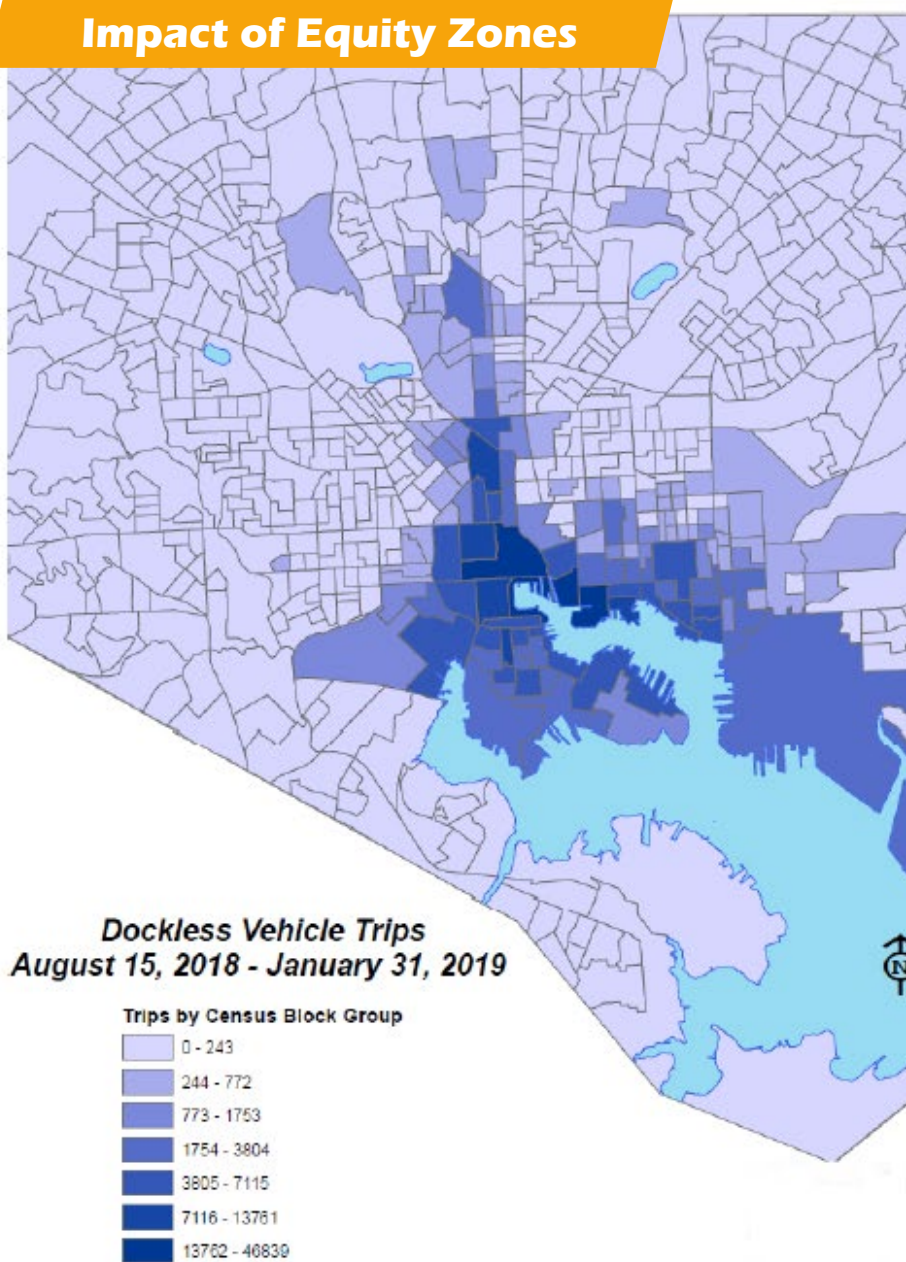 Impact of Equity Zones
Dockless Vehicle Trips
August 15, 2018 - January 31, 2019
Trips by Census Block Group
0 - 243
244 - 772
773 - 1753
1754 - 3804
3805 - 7115
7116 - 13761
13762 - 46839
N